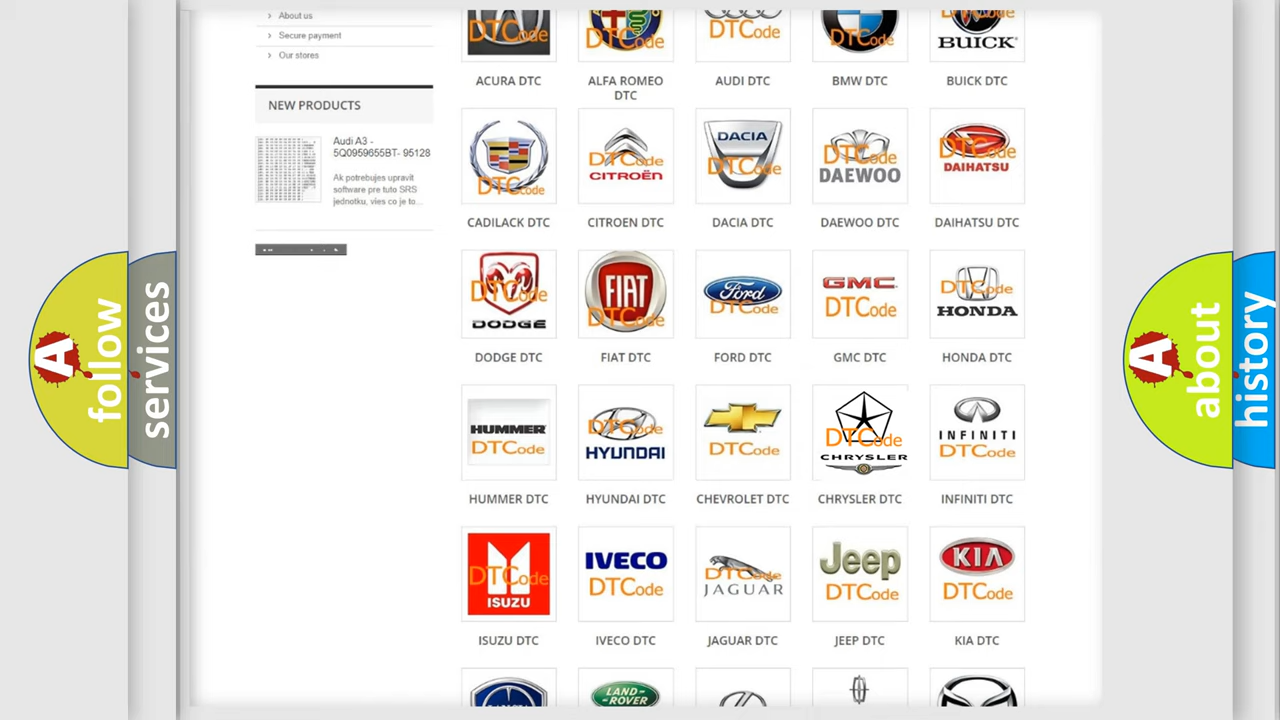 About us
Secure payment
Our stores
NEW PRODUCTS
Audi A3 -
5Q0959655BT- 95128
Ak potrebujes upravit
software pre tuto SRS
jednotku, vies co je to...
DTCode
DTCode
DTCode
DTCode
BUICK
ACURA DTC
ALFA ROMEO
DTC
AUDI DTC
BMW DTC
BUICK DTC
DTCode
DTCode
CITROËN
DACIA
DTCode
DTCode
DAEWOO
DTCode
DAIHATSU
CADILACK DTC
CITROEN DTC
DACIA DTC
DAEWOO DTC
DAIHATSU DTC
DTCode
DODGE
FIAT
DTCode
Ford
DTCode
GMC
DTCode
DTCode
HONDA
DODGE DTC
FIAT DTC
FORD DTC
GMC DTC
HONDA DTC
HUMMER
DTCode
DTCode
HYUNDAI
DTCode
DTCode
CHRYSLER
INFINITI
DTCode
HUMMER DTC
HYUNDAI DTC
CHEVROLET DTC
CHRYSLER DTC
INFINITI DTC
DTCode
ISUZU
IVECO
DTCode
DTCode
JAGUAR
Jeep
DTCode
KIA
DTCode
ISUZU DTC
IVECO DTC
JAGUAR DTC
JEEP DTC
KIA DTC
LAND-
ROVER
A
follow
services
A
about
history